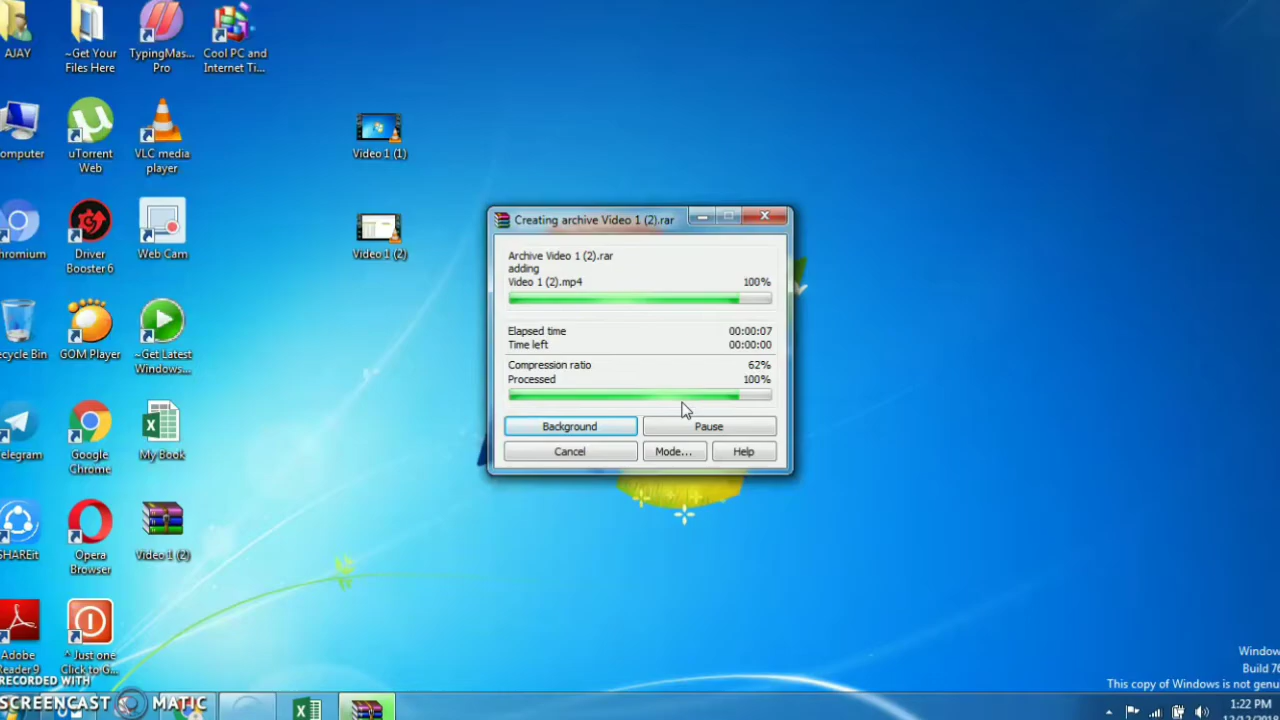 AJAY
~Get Your
Files Here
TypingMas...
Pro
Cool PC and
Internet Ti...
omputer
uTorrent
Web
VLC media
player
Video 1 (1)
hromium
Driver
Booster 6
Web Cam
Video 1 (2)
ecycle Bin
GOM Player
~Get Latest
Windows...
elegram
Google
Chrome
My Book
SHAREit
Opera
Browser
Video 1 (2)
Adobe
Reader 9
^ Just one
Click to G...
Creating archive Video 1 (2).rar
Archive Video 1 (2).rar
adding
Video 1 (2).mp4 100%
Elapsed time 00:00:07
Time left 00:00:00
Compression ratio 62%
Processed 100%
Background Pause
Cancel Mode... Help
Window
Build 76
This copy of Windows is not genu
RECORDED WITH
SCREENCAST MATIC
1:22 PM